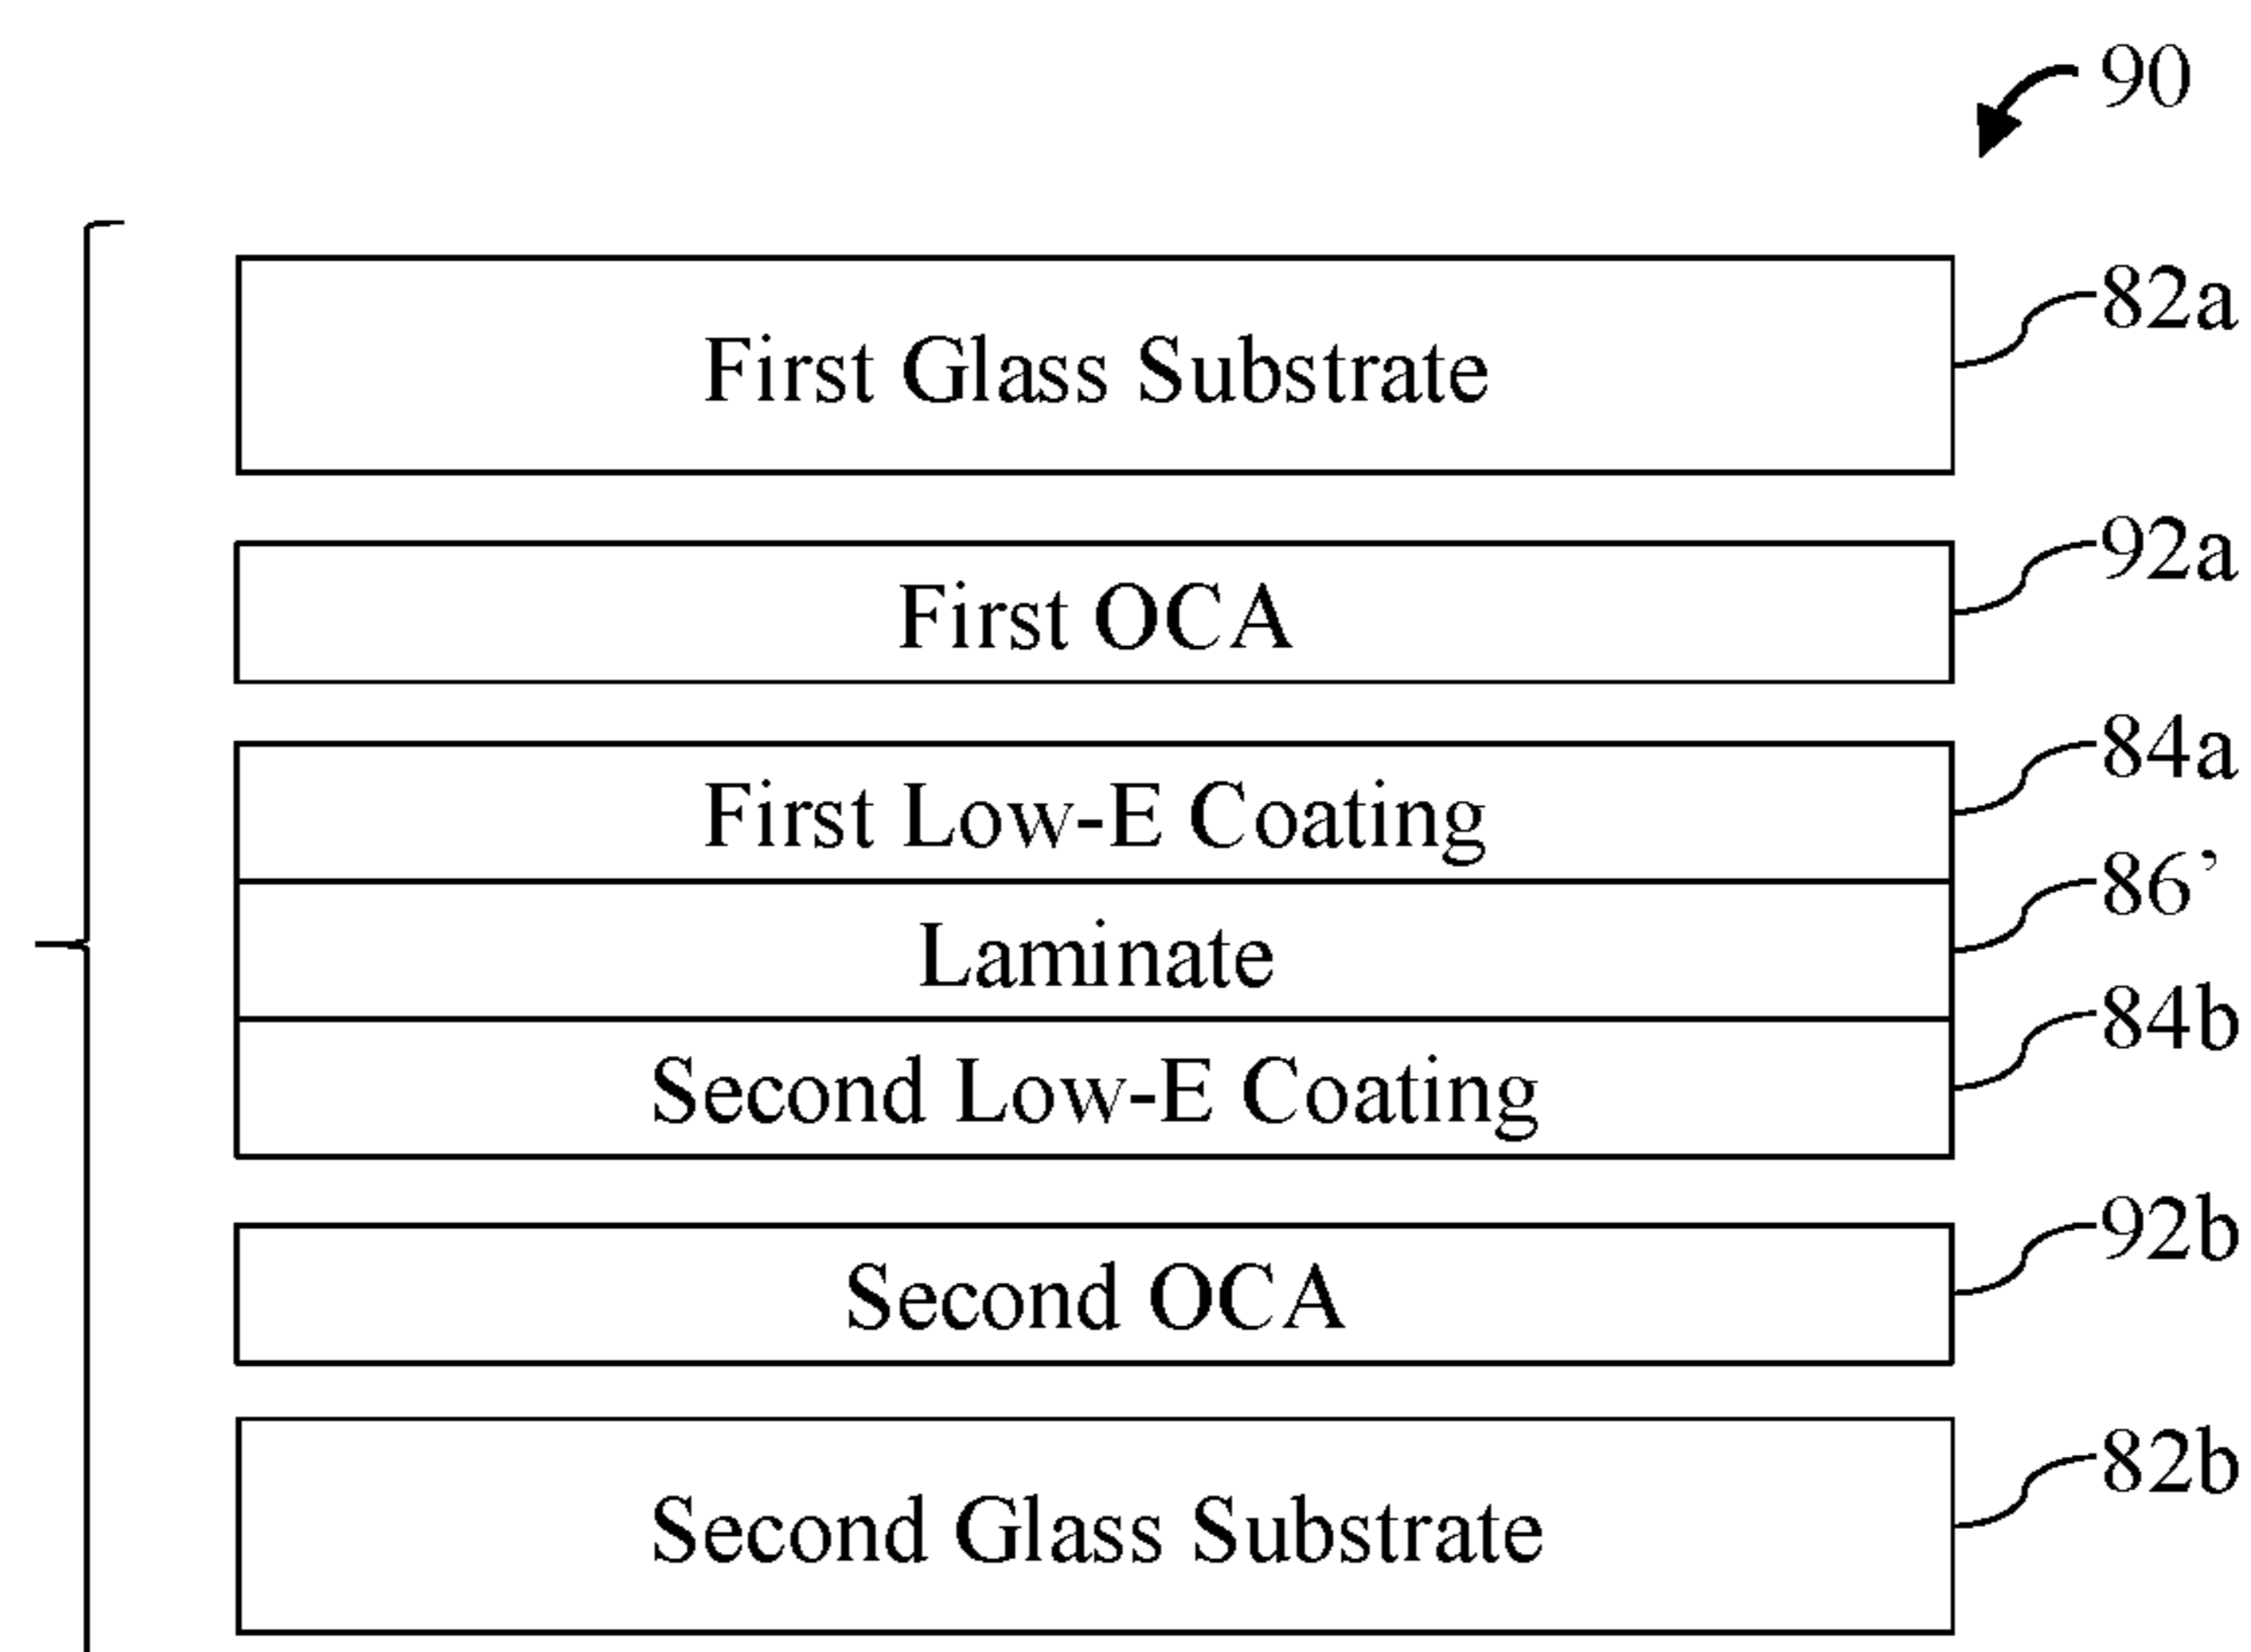 90
First Glass Substrate 82a
First OCA 92a
First Low-E Coating 84a
Laminate 86’
Second Low-E Coating 84b
Second OCA 92b
Second Glass Substrate 82b